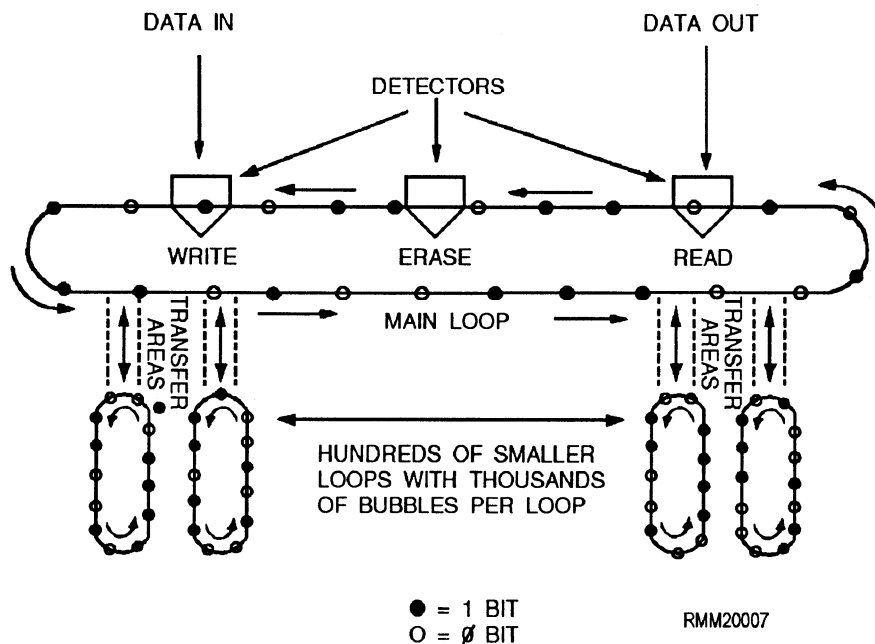 DATA IN
DATA OUT
DETECTORS
WRITE
ERASE
READ
MAIN LOOP
TRANSFER
AREAS
TRANSFER
AREAS
HUNDREDS OF SMALLER
LOOPS WITH THOUSANDS
OF BUBBLES PER LOOP
● = 1 BIT
O = Ø BIT
RMM20007